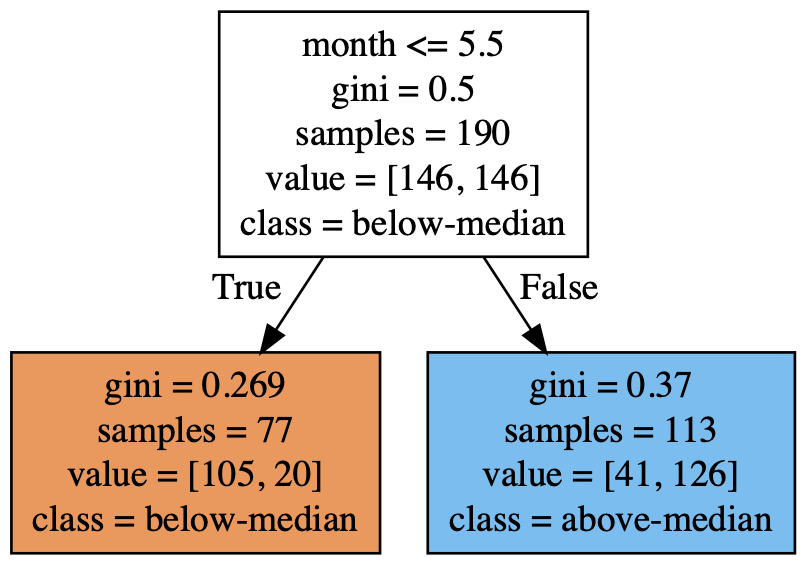 month <= 5.5
gini = 0.5
samples = 190
value = [146, 146]
class = below-median
True
False
gini = 0.269
samples = 77
value = [105, 20]
class = below-median
gini = 0.37
samples = 113
value = [41, 126]
class = above-median